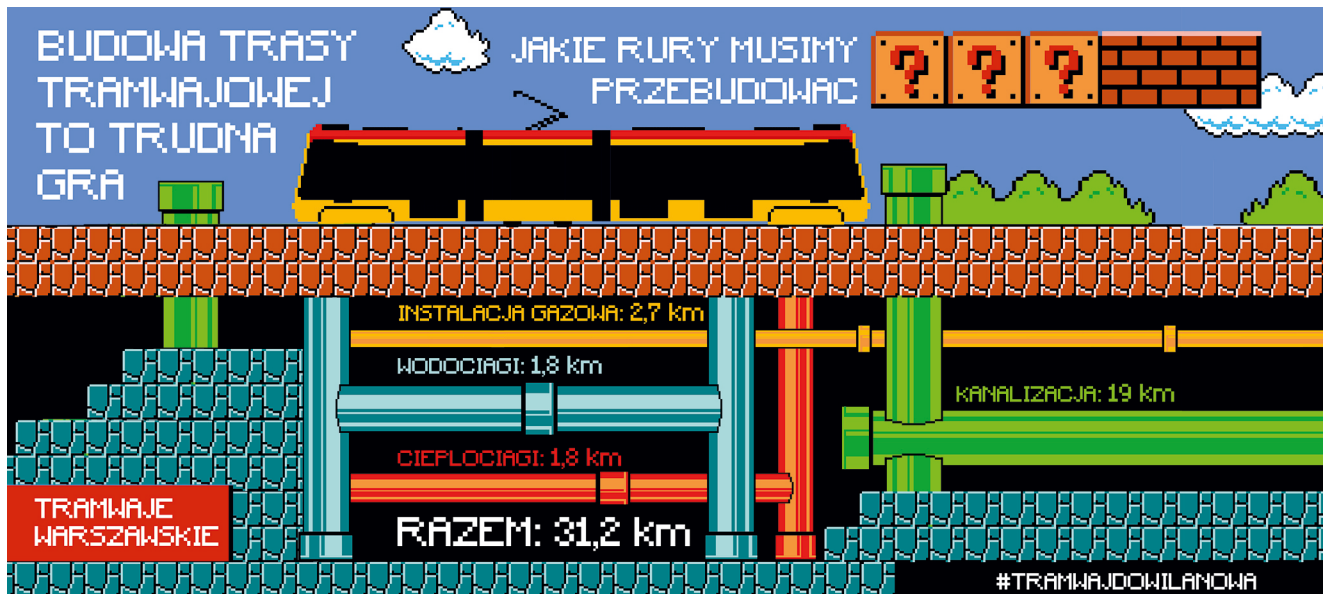 BUDOWA TRASY
TRAMWAJOWEJ
TO TRUDNA
GRA
JAKIE RURY MUSIMY
PRZEBUDOWAC
? ? ?
INSTALACJA GAZOWA: 2,7 km
WODOCIAGI: 1,8 km
KANALIZACJA: 19 km
CIEPLOCIAGI: 1,8 km
RAZEM: 31,2 km
TRAMWAJE
WARSZAWSKIE
#TRAMWAJDOWILANOWA